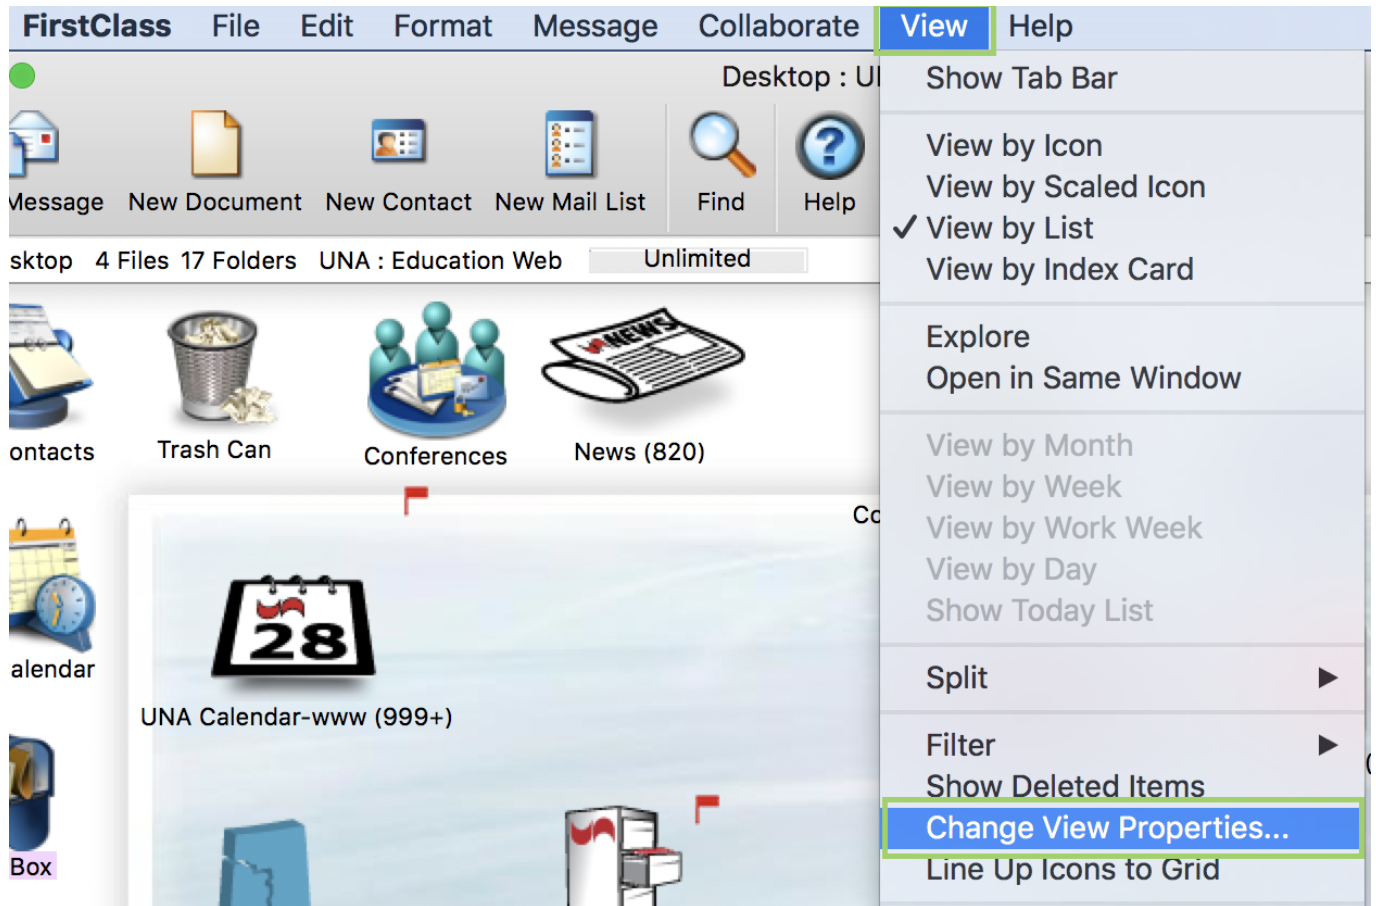 FirstClass File Edit Format Message Collaborate View Help
Desktop : UI
Message New Document New Contact New Mail List Find Help
sktop 4 Files 17 Folders UNA : Education Web Unlimited
NEWS
ontacts Trash Can Conferences News (820)
Co
28
alendar
UNA Calendar-www (999+)
Box
Show Tab Bar
View by Icon
View by Scaled Icon
✓ View by List
View by Index Card
Explore
Open in Same Window
View by Month
View by Week
View by Work Week
View by Day
Show Today List
Split
Filter
Show Deleted Items
Change View Properties...
Line Up Icons to Grid